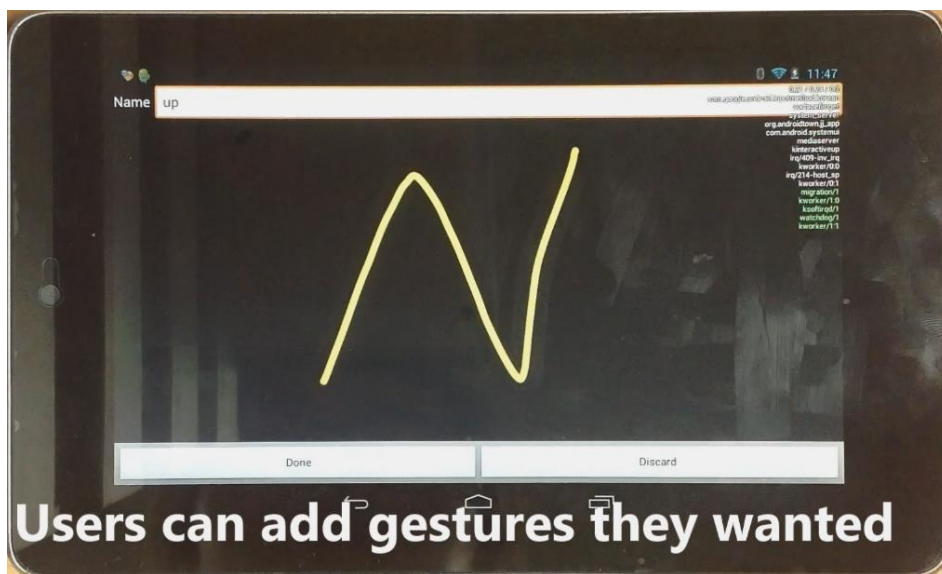 11:47
Name up
system_server
org.androidtown.jj_app
com.android.systemui
mediaserver
kinteractiveup
irq/409-inv_irq
kworker/0:0
irq/214-host_sp
kworker/0:1
migration/1
kworker/1:0
ksoftirqd/1
watchdog/1
kworker/1:1
Done Discard
Users can add gestures they wanted